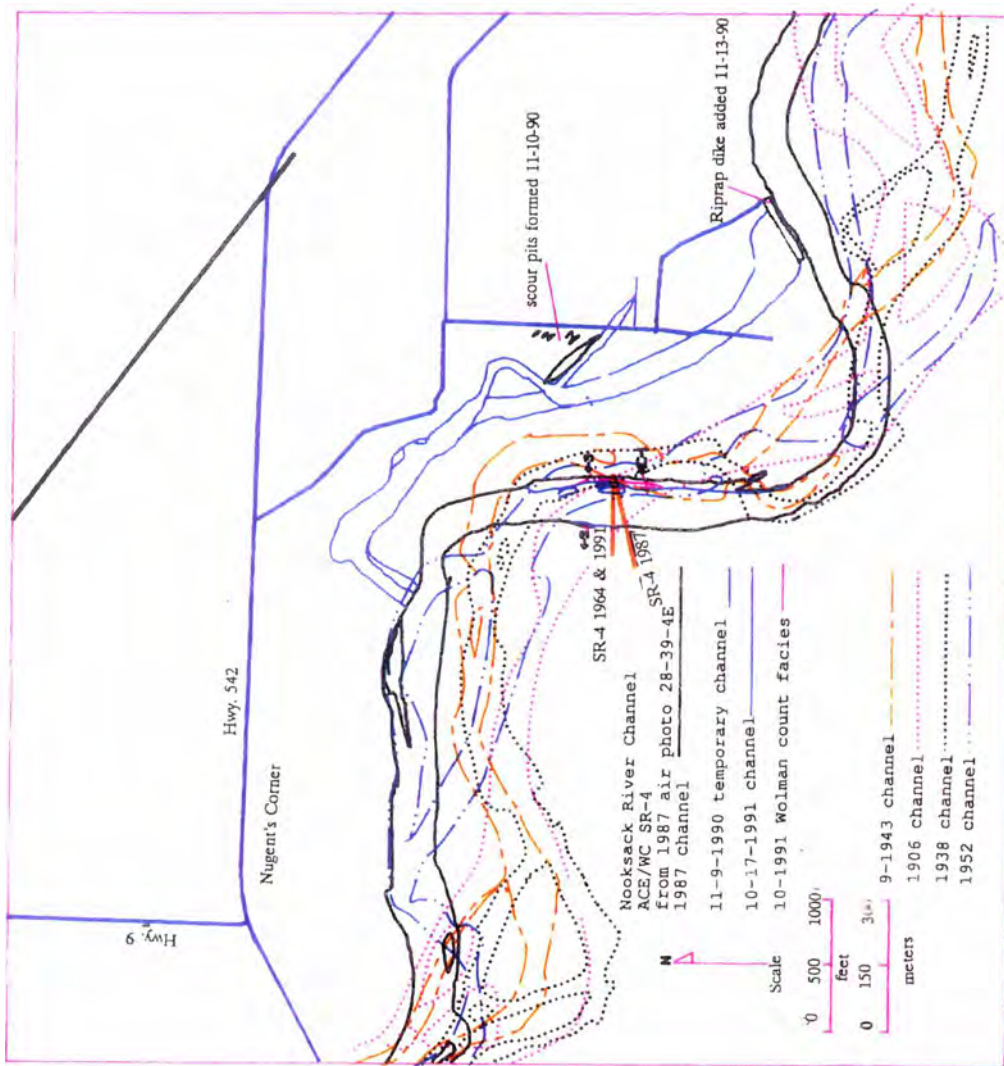 Hwy. 9
Nugent's Corner
Hwy. 542
scour pits formed 11-10-90
Riprap dike added 11-13-90
SR-4 1964 & 1991
SR-4 1987
Nooksack River Channel
ACE/WC SR-4
from 1987 air photo 28-39-4E
1987 channel
11-9-1990 temporary channel
10-17-1991 channel
10-1991 Wolman count facies
N
Scale
0 500 1000
feet
0 150
meters
9-1943 channel
1906 channel
1938 channel
1952 channel